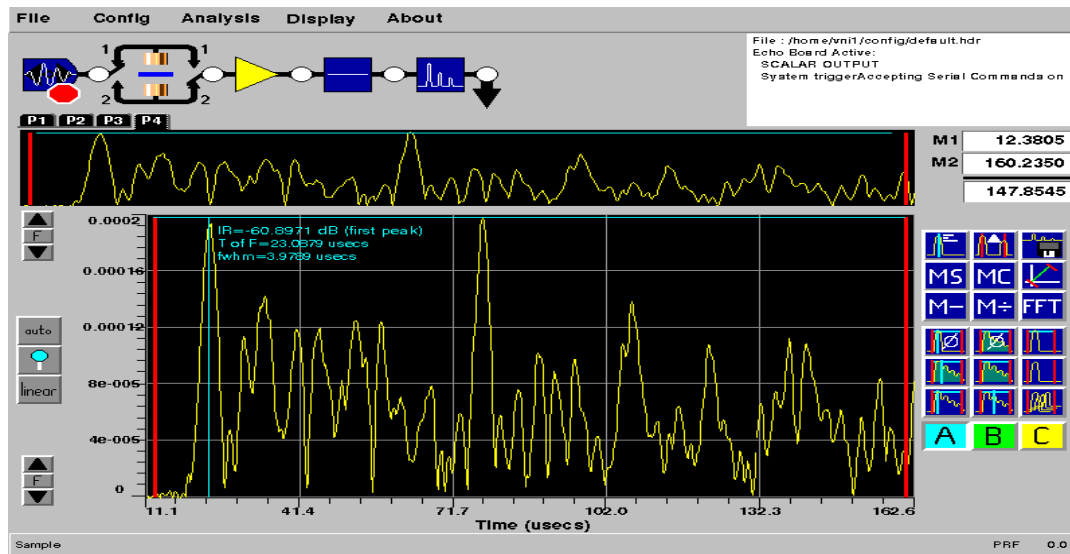 File Config Analysis Display About
File : /home/vni1/config/default.hdr
Echo Board Active:
SCALAR OUTPUT
System triggerAccepting Serial Commands on
1 1
2 2
P1 P2 P3 P4
M1 12.3805
M2 160.2350
147.8545
F
0.0002
0.00016
0.00012
8e-005
4e-005
0
IR=-60.8971 dB (first peak)
T of F=23.0879 usecs
fwhm=3.9789 usecs
auto
linear
F
MS MC
M− M÷ FFT
A B C
11.1 41.4 71.7 102.0 132.3 162.6
Time (usecs)
Sample PRF 0.0